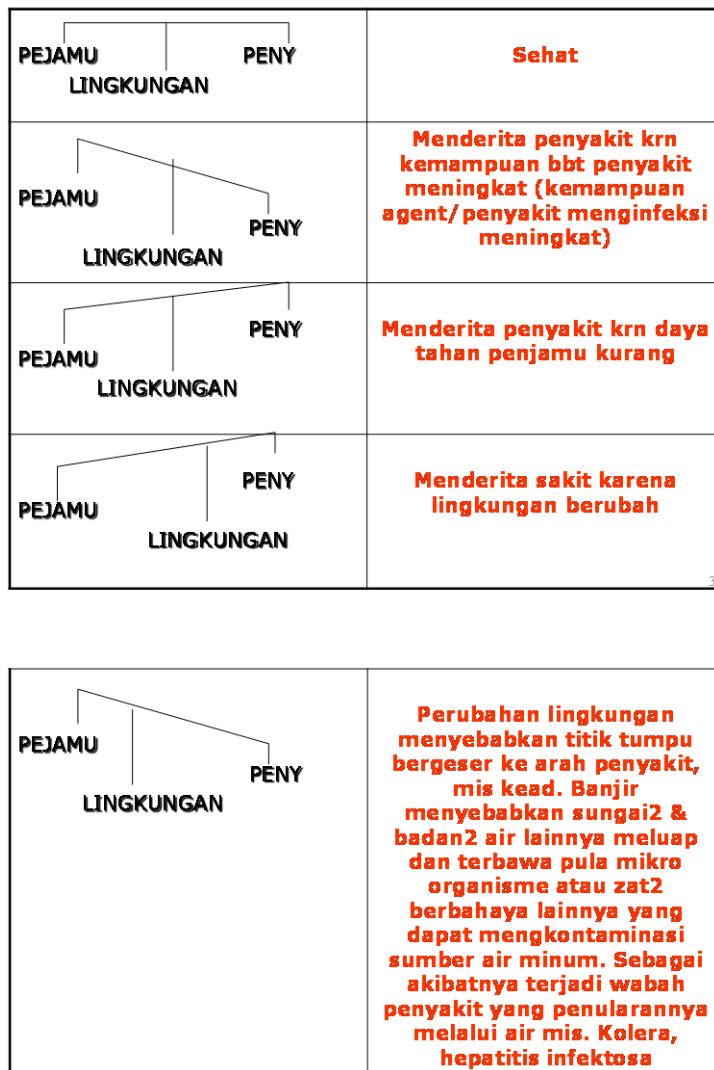 PEJAMU
PENY
LINGKUNGAN
Sehat
PEJAMU
PENY
LINGKUNGAN
Menderita penyakit krn
kemampuan bbt penyakit
meningkat (kemampuan
agent/penyakit menginfeksi
meningkat)
PENY
PEJAMU
LINGKUNGAN
Menderita penyakit krn daya
tahan penjamu kurang
PENY
PEJAMU
LINGKUNGAN
Menderita sakit karena
lingkungan berubah
3
PEJAMU
PENY
LINGKUNGAN
Perubahan lingkungan
menyebabkan titik tumpu
bergeser ke arah penyakit,
mis kead. Banjir
menyebabkan sungai2 &
badan2 air lainnya meluap
dan terbawa pula mikro
organisme atau zat2
berbahaya lainnya yang
dapat mengkontaminasi
sumber air minum. Sebagai
akibatnya terjadi wabah
penyakit yang penularannya
melalui air mis. Kolera,
hepatitis infektosa